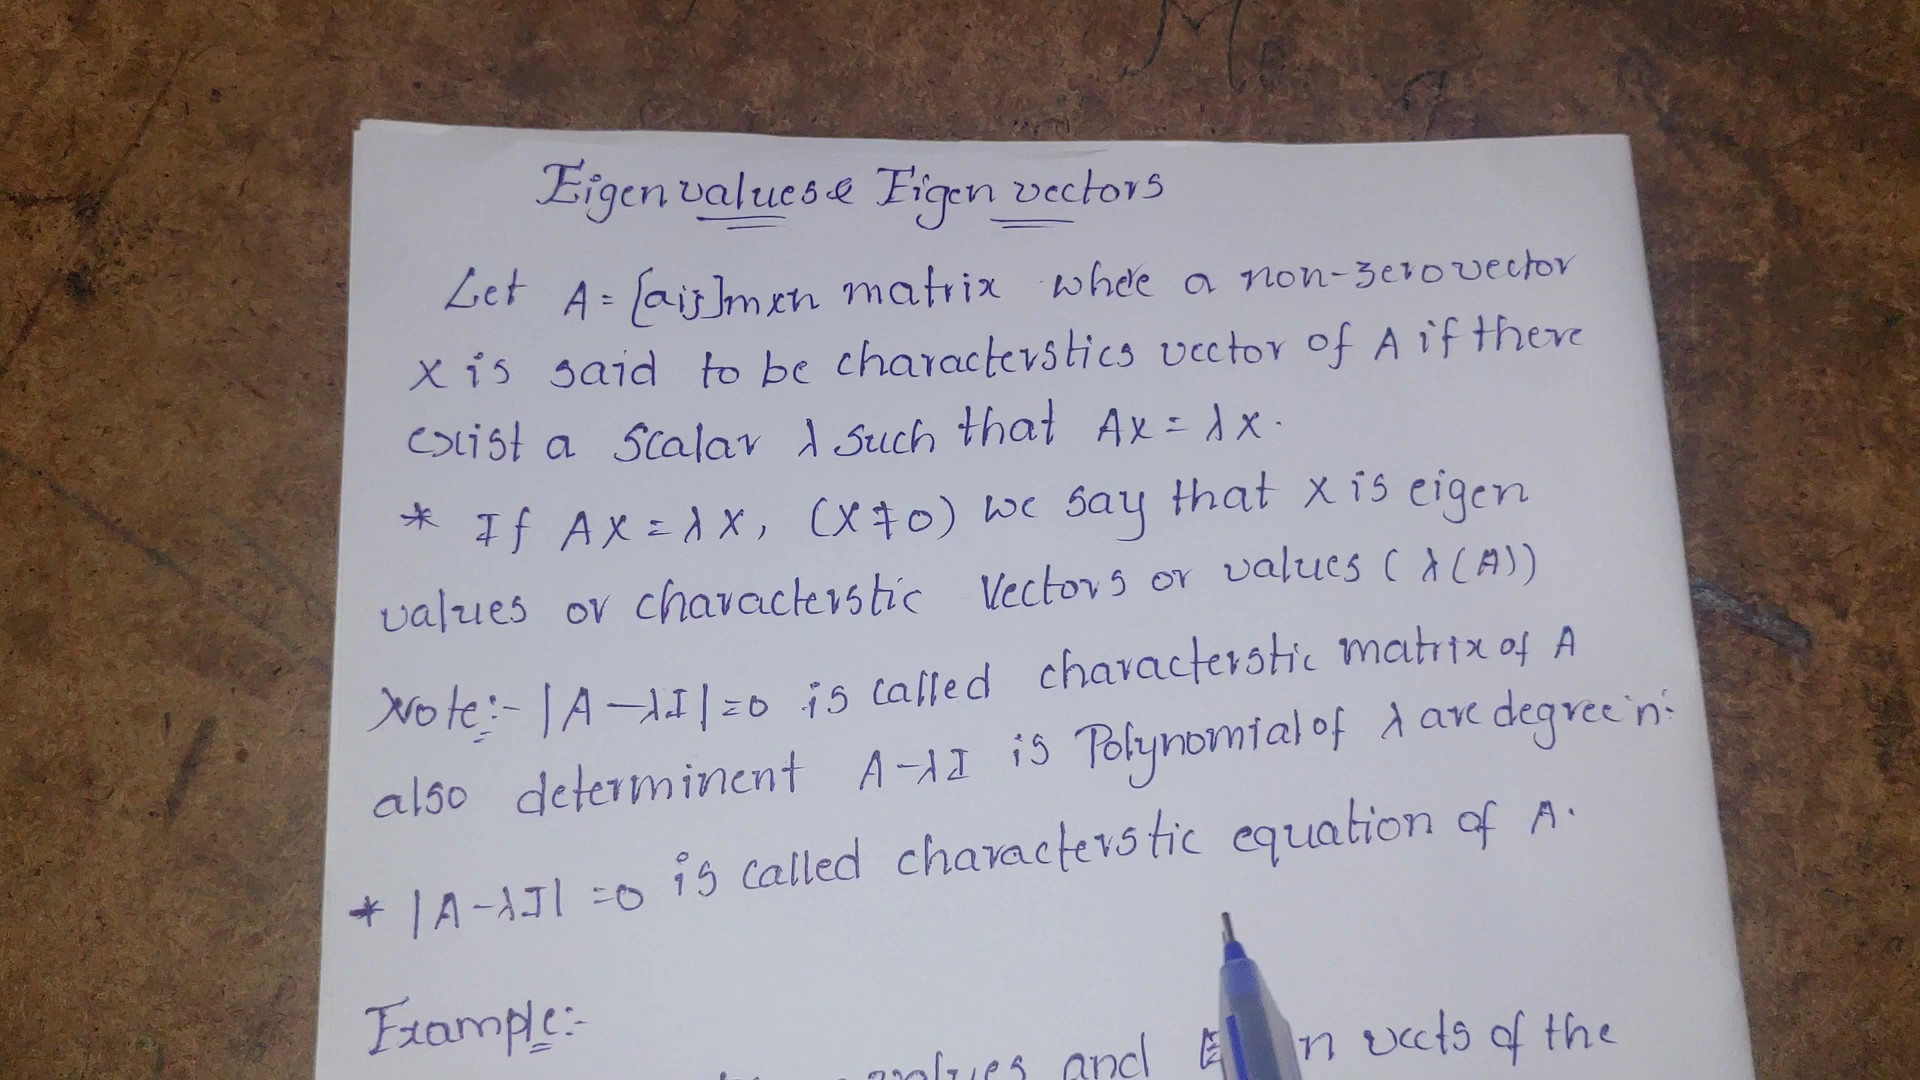 Eigen values & Eigen vectors
Let A = [aij]mxn matrix where a non-zero vector
X is said to be characterstics vector of A if there
exist a scalar λ such that AX = λX.
* If AX = λX, (X ≠ 0) we say that X is eigen
values or characterstic Vectors or values (λ(A))
Note:- |A-λI| = 0 is called characterstic matrix of A
also determinent A-λI is Polynomial of λ are degree 'n'
* |A-λI| = 0 is called characterstic equation of A.
Example:-
values and vects of the